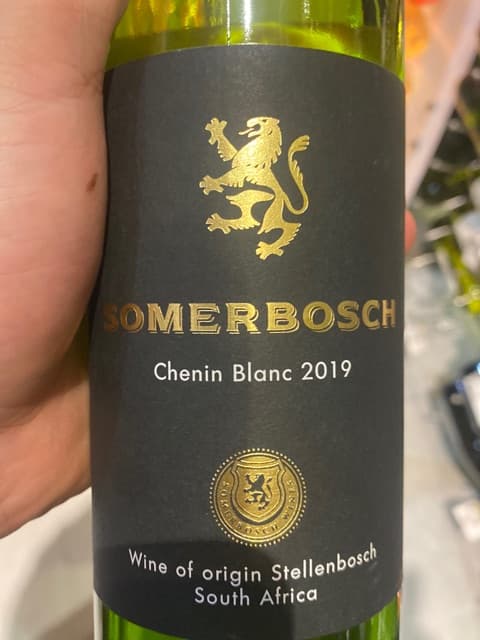 SOMERBOSCH
Chenin Blanc 2019
Wine of origin Stellenbosch
South Africa